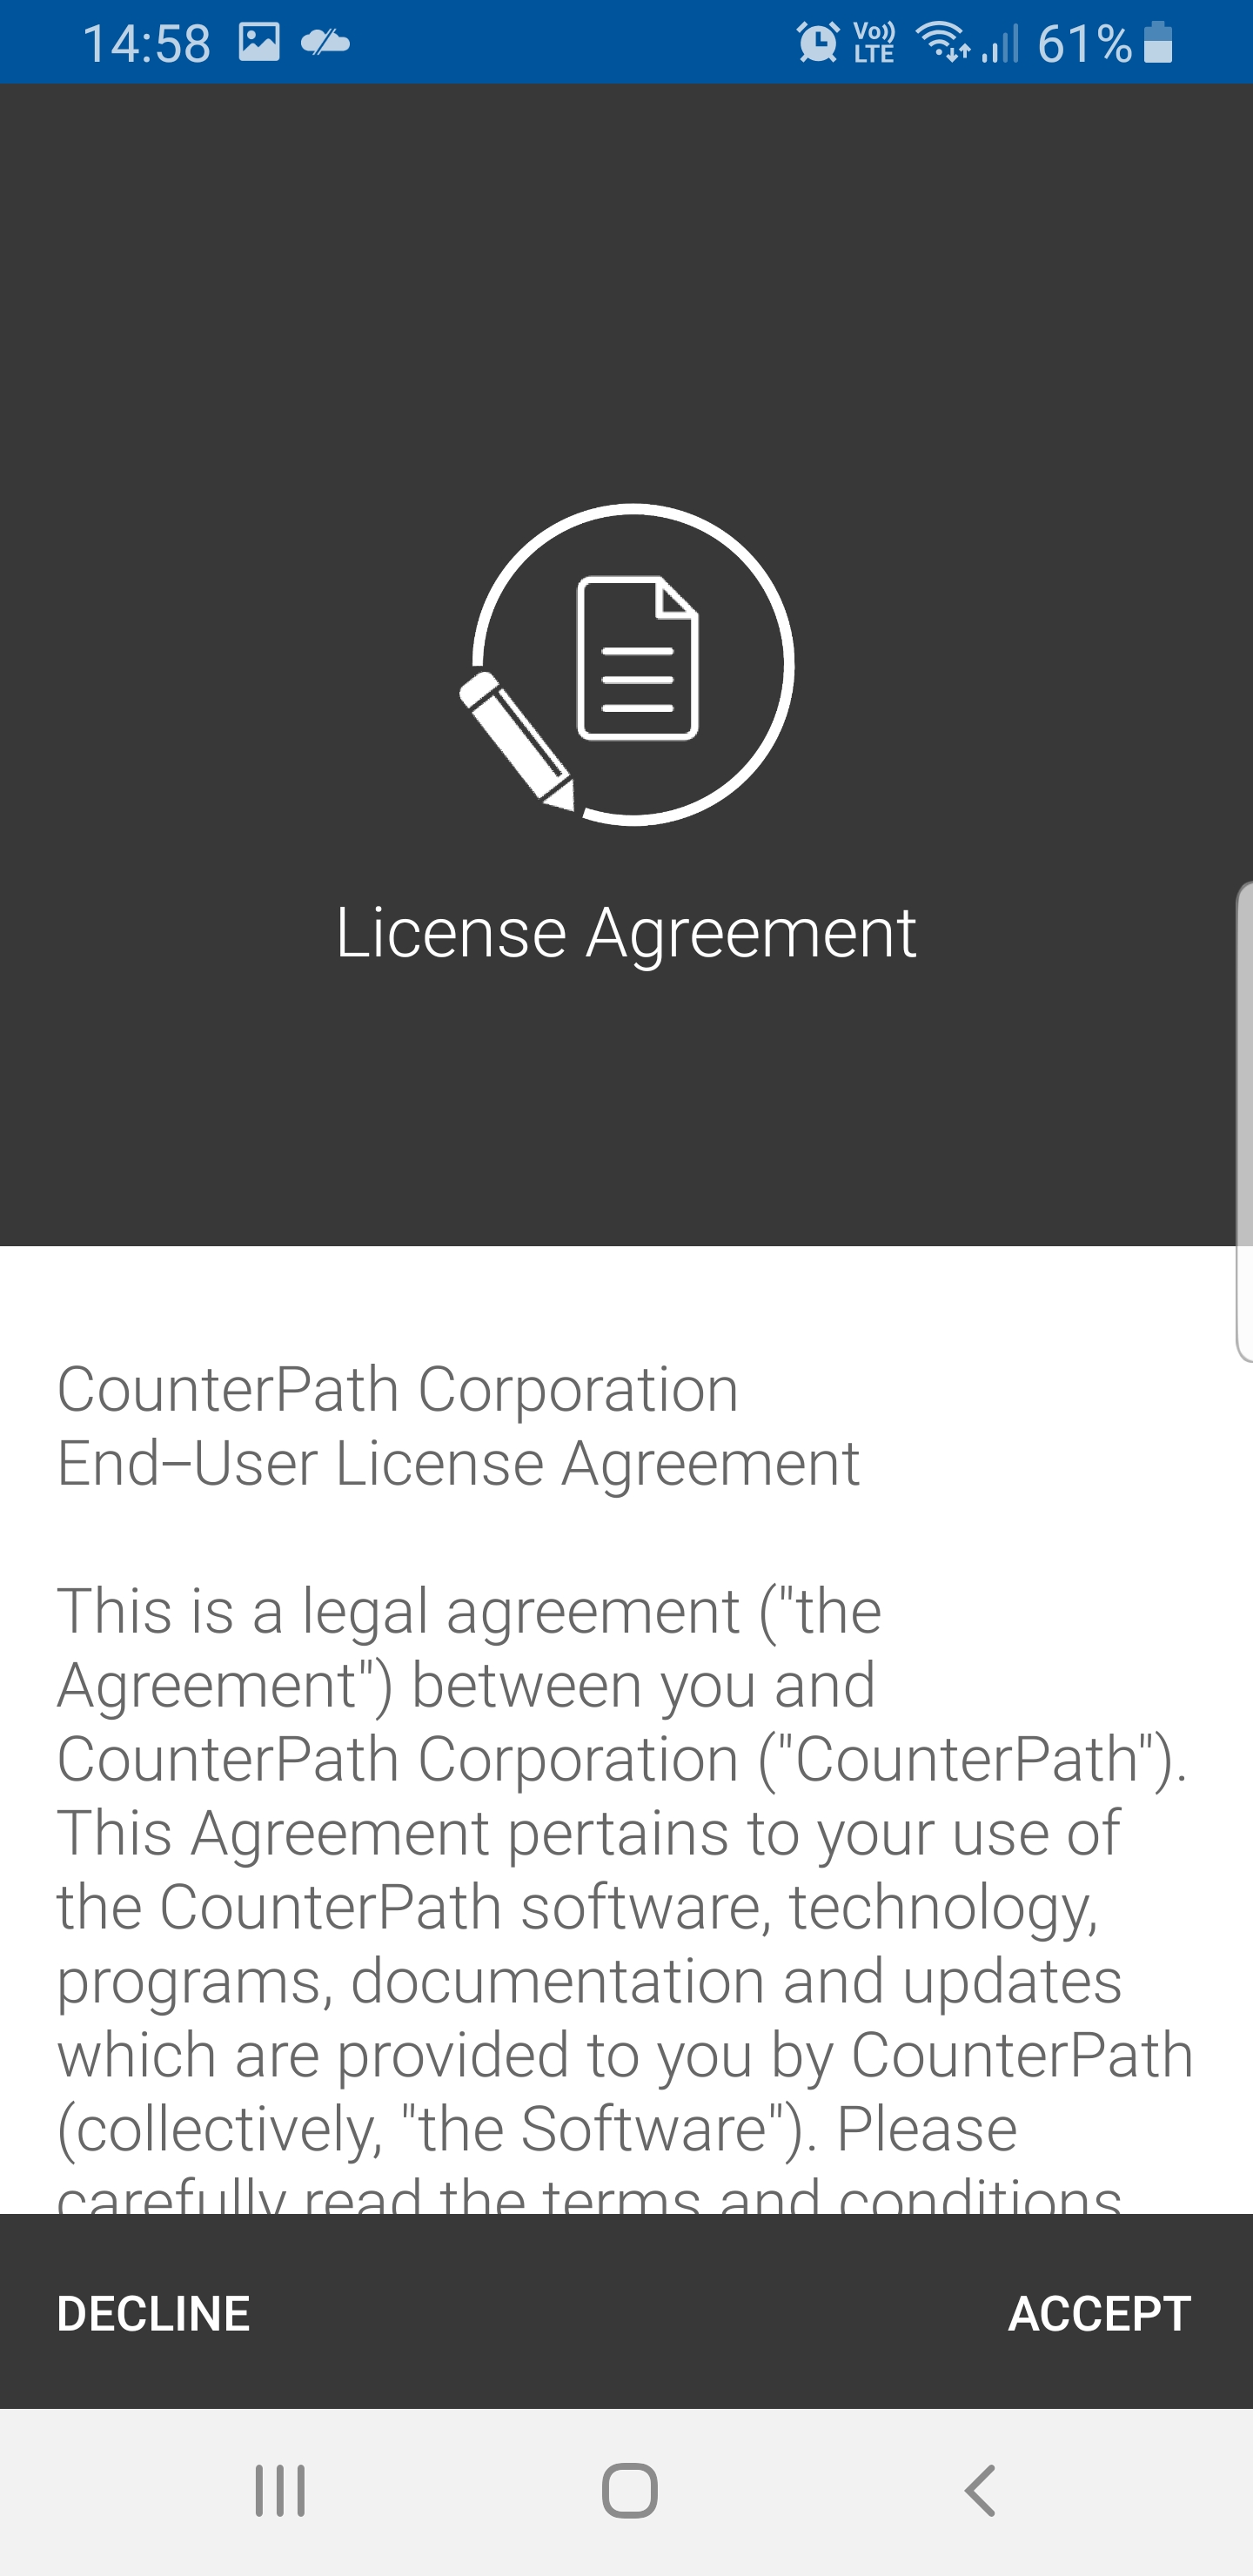 14:58
Vo)) LTE
61%
License Agreement
CounterPath Corporation
End–User License Agreement
This is a legal agreement ("the
Agreement") between you and
CounterPath Corporation ("CounterPath").
This Agreement pertains to your use of
the CounterPath software, technology,
programs, documentation and updates
which are provided to you by CounterPath
(collectively, "the Software"). Please
carefully read the terms and conditions
DECLINE
ACCEPT